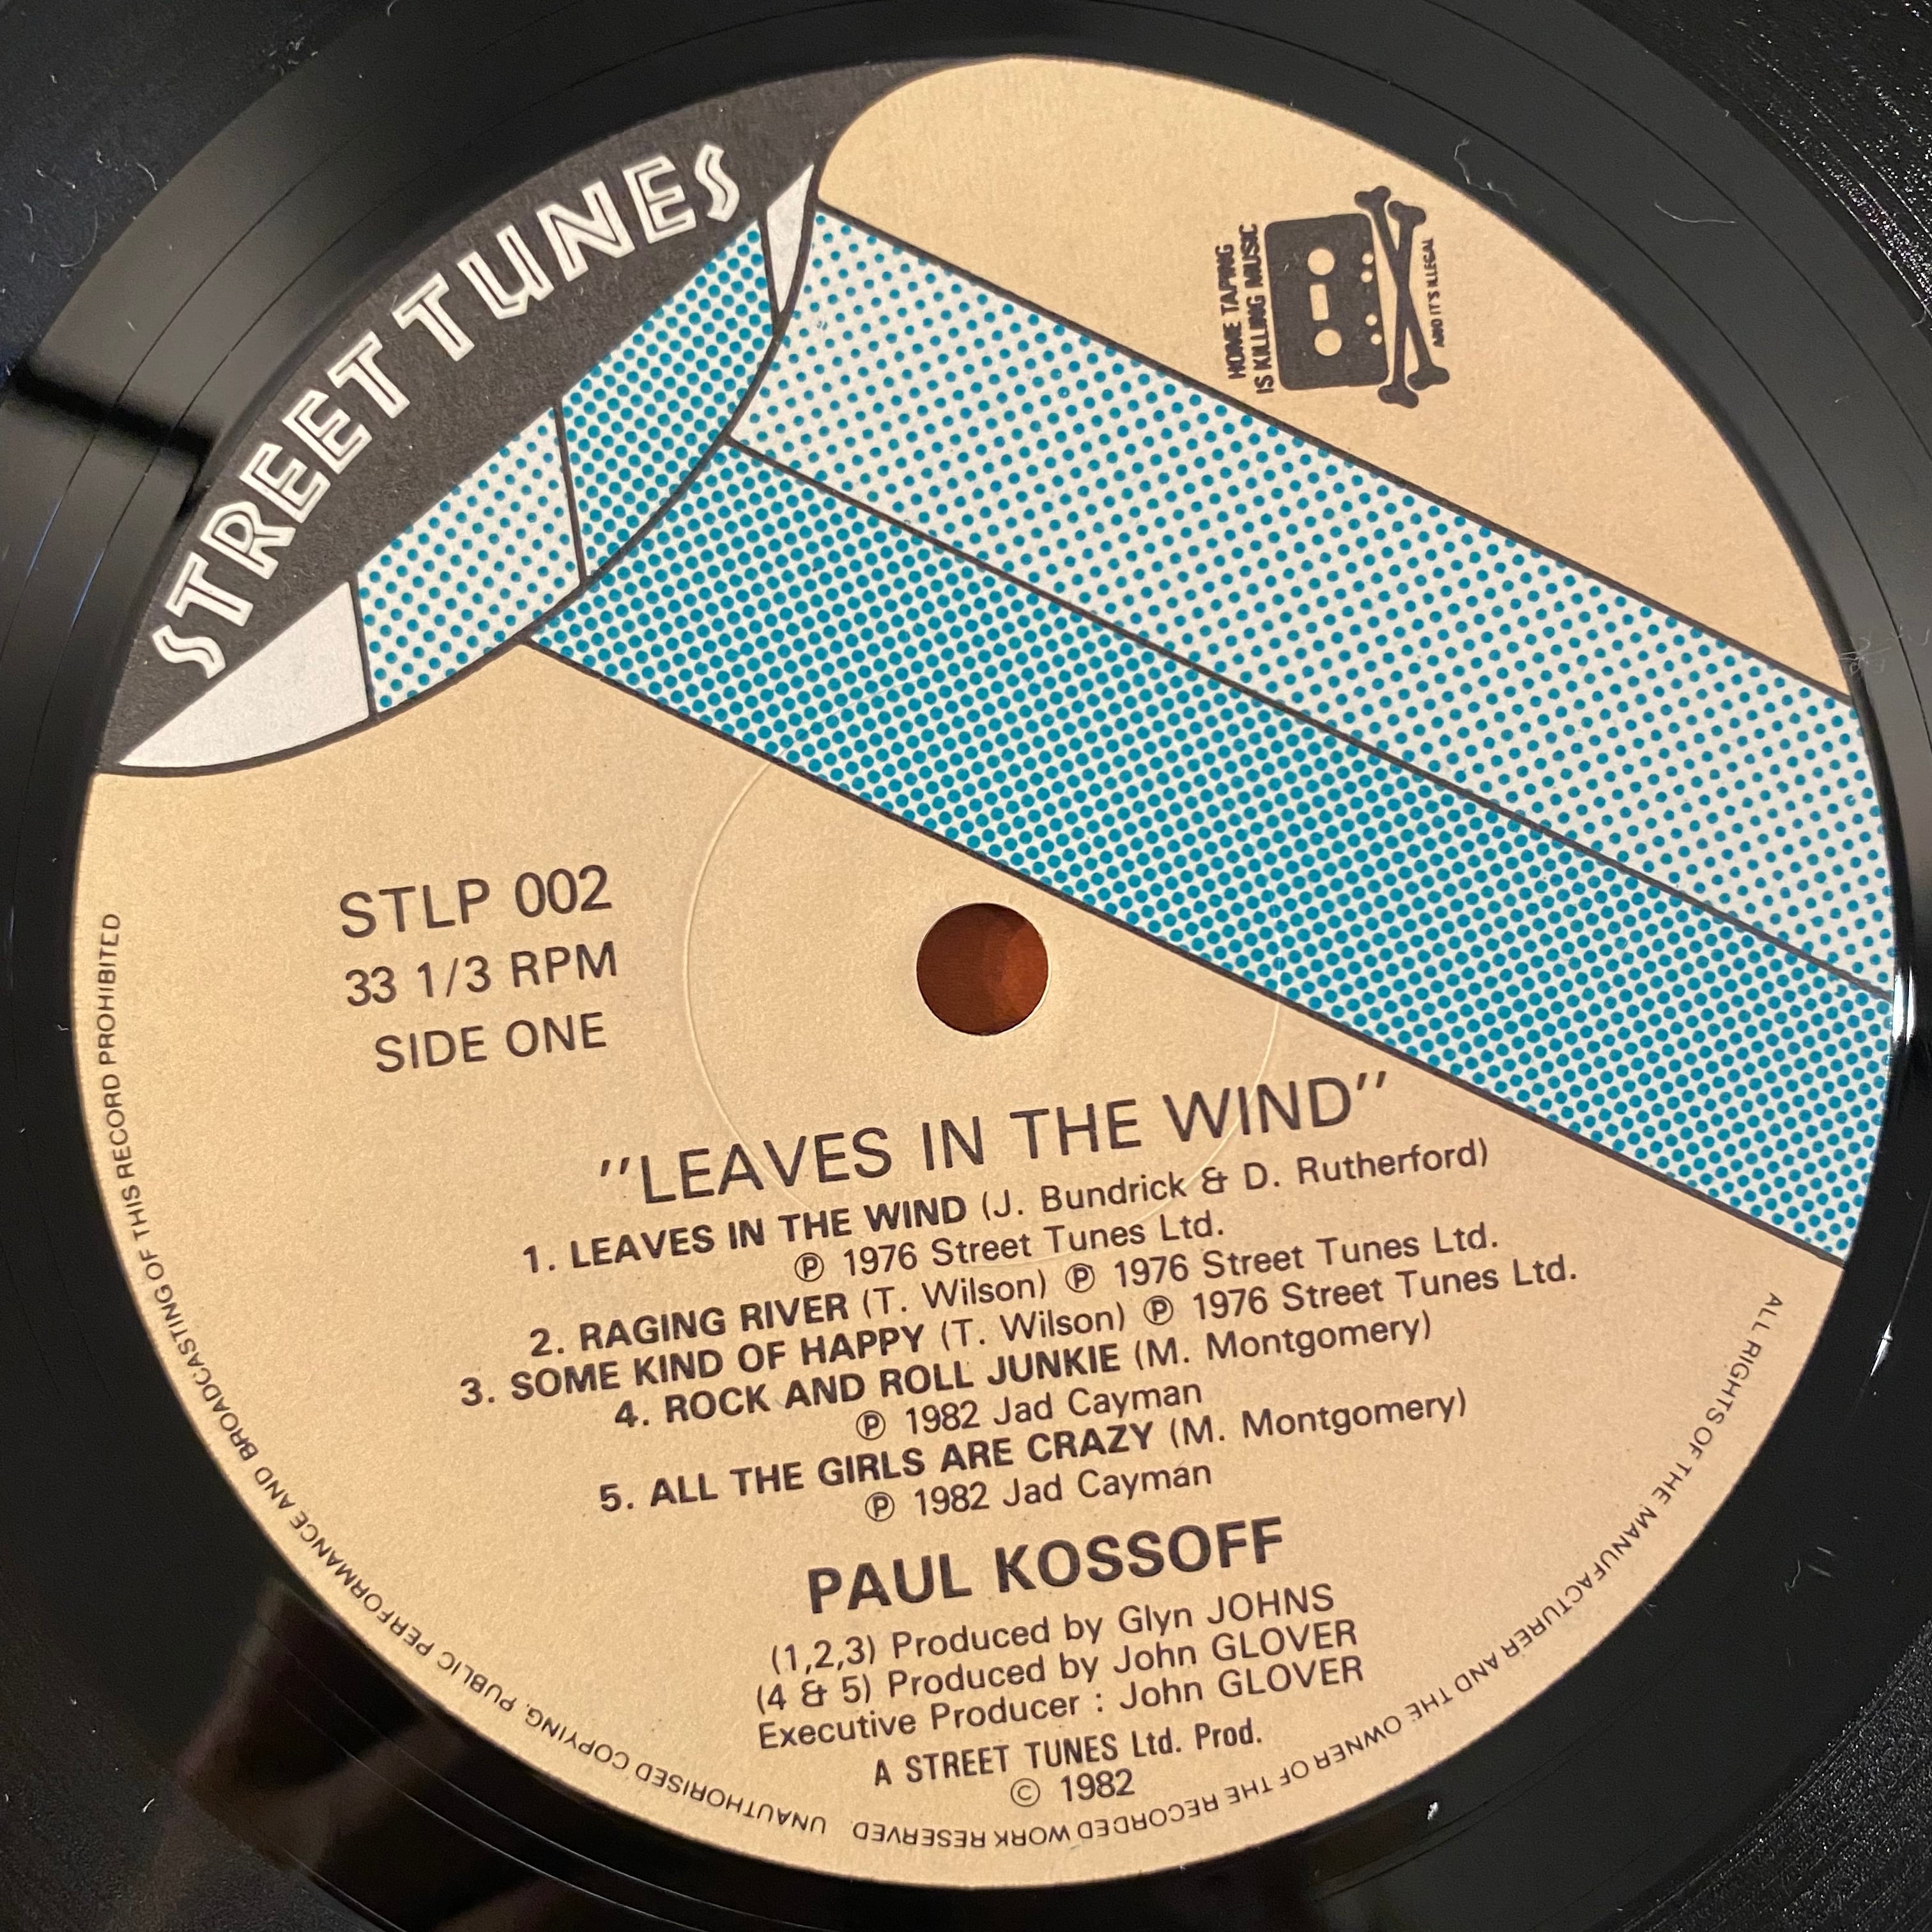 STREET TUNES
HOME TAPING
IS KILLING MUSIC
AND IT'S ILLEGAL
STLP 002
33 1/3 RPM
SIDE ONE
"LEAVES IN THE WIND"
1. LEAVES IN THE WIND (J. Bundrick & D. Rutherford)
Ⓟ 1976 Street Tunes Ltd.
2. RAGING RIVER (T. Wilson) Ⓟ 1976 Street Tunes Ltd.
3. SOME KIND OF HAPPY (T. Wilson) Ⓟ 1976 Street Tunes Ltd.
4. ROCK AND ROLL JUNKIE (M. Montgomery)
Ⓟ 1982 Jad Cayman
5. ALL THE GIRLS ARE CRAZY (M. Montgomery)
Ⓟ 1982 Jad Cayman
PAUL KOSSOFF
(1,2,3) Produced by Glyn JOHNS
(4 & 5) Produced by John GLOVER
Executive Producer : John GLOVER
A STREET TUNES Ltd. Prod.
© 1982
ALL RIGHTS OF THE MANUFACTURER AND THE OWNER OF THE RECORDED WORK RESERVED UNAUTHORISED COPYING, PUBLIC PERFORMANCE AND BROADCASTING OF THIS RECORD PROHIBITED